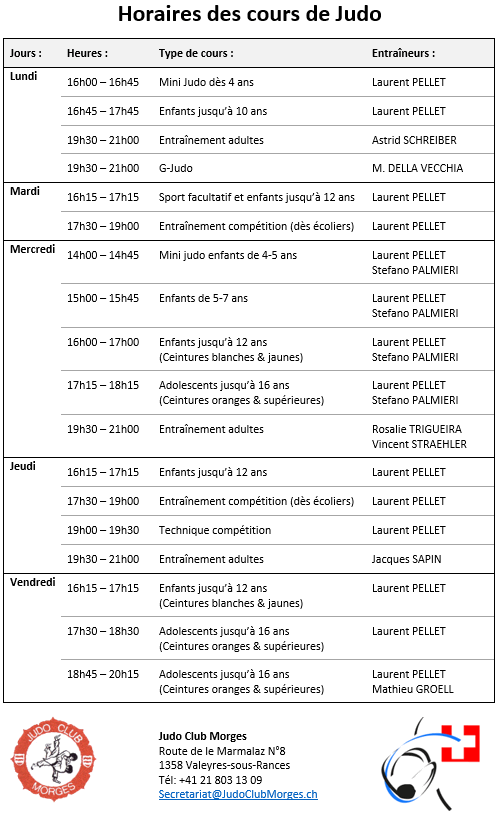 Horaires des cours de Judo
Jours : Heures : Type de cours : Entraîneurs :
Lundi 16h00 – 16h45 Mini Judo dès 4 ans Laurent PELLET
16h45 – 17h45 Enfants jusqu'à 10 ans Laurent PELLET
19h30 – 21h00 Entraînement adultes Astrid SCHREIBER
19h30 – 21h00 G-Judo M. DELLA VECCHIA
Mardi 16h15 – 17h15 Sport facultatif et enfants jusqu'à 12 ans Laurent PELLET
17h30 – 19h00 Entraînement compétition (dès écoliers) Laurent PELLET
Mercredi 14h00 – 14h45 Mini judo enfants de 4-5 ans Laurent PELLET
Stefano PALMIERI
15h00 – 15h45 Enfants de 5-7 ans Laurent PELLET
Stefano PALMIERI
16h00 – 17h00 Enfants jusqu'à 12 ans Laurent PELLET
(Ceintures blanches & jaunes) Stefano PALMIERI
17h15 – 18h15 Adolescents jusqu'à 16 ans Laurent PELLET
(Ceintures oranges & supérieures) Stefano PALMIERI
19h30 – 21h00 Entraînement adultes Rosalie TRIGUEIRA
Vincent STRAEHLER
Jeudi 16h15 – 17h15 Enfants jusqu'à 12 ans Laurent PELLET
17h30 – 19h00 Entraînement compétition (dès écoliers) Laurent PELLET
19h00 – 19h30 Technique compétition Laurent PELLET
19h30 – 21h00 Entraînement adultes Jacques SAPIN
Vendredi 16h15 – 17h15 Enfants jusqu'à 12 ans Laurent PELLET
(Ceintures blanches & jaunes)
17h30 – 18h30 Adolescents jusqu'à 16 ans Laurent PELLET
(Ceintures oranges & supérieures)
18h45 – 20h15 Adolescents jusqu'à 16 ans Laurent PELLET
(Ceintures oranges & supérieures) Mathieu GROELL
JUDO CLUB
MORGES
Judo Club Morges
Route de le Marmalaz N°8
1358 Valeyres-sous-Rances
Tél: +41 21 803 13 09
Secretariat@JudoClubMorges.ch